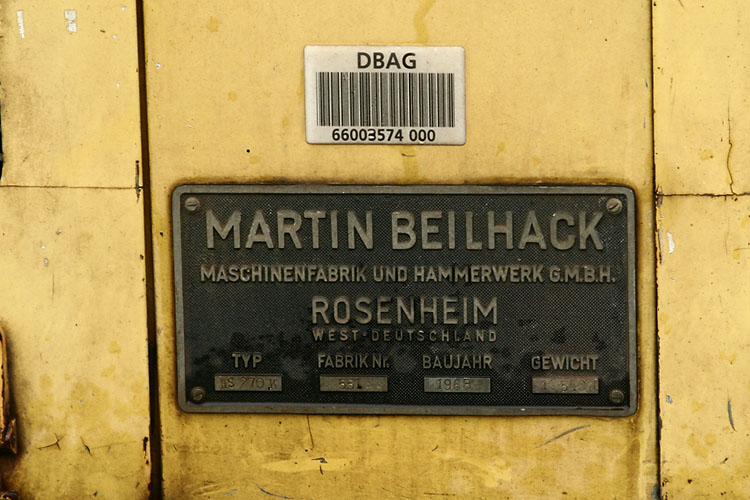 DBAG
66003574 000
MARTIN BEILHACK
MASCHINENFABRIK UND HAMMERWERK G.M.B.H.
ROSENHEIM
WEST-DEUTSCHLAND
TYP FABRIK Nr. BAUJAHR GEWICHT